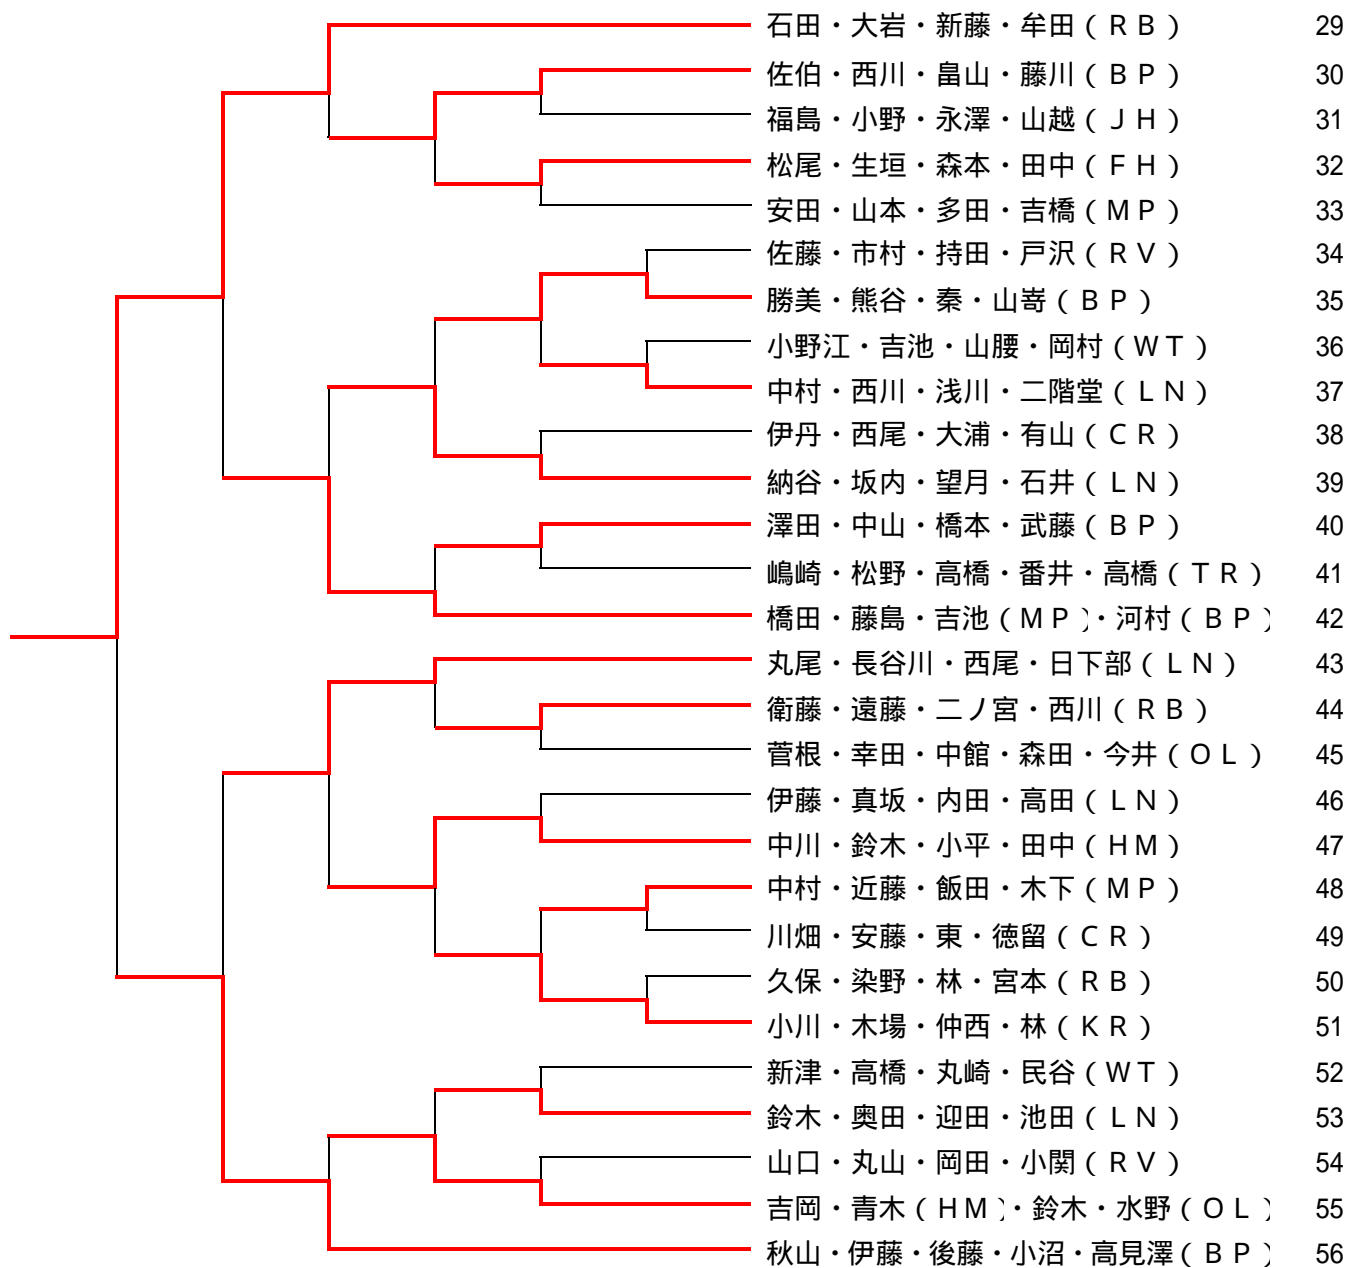 石田・大岩・新藤・牟田（ＲＢ） 29
佐伯・西川・畠山・藤川（ＢＰ） 30
福島・小野・永澤・山越（ＪＨ） 31
松尾・生垣・森本・田中（ＦＨ） 32
安田・山本・多田・吉橋（ＭＰ） 33
佐藤・市村・持田・戸沢（ＲＶ） 34
勝美・熊谷・秦・山嵜（ＢＰ） 35
小野江・吉池・山腰・岡村（ＷＴ） 36
中村・西川・浅川・二階堂（ＬＮ） 37
伊丹・西尾・大浦・有山（ＣＲ） 38
納谷・坂内・望月・石井（ＬＮ） 39
澤田・中山・橋本・武藤（ＢＰ） 40
嶋崎・松野・高橋・番井・高橋（ＴＲ） 41
橋田・藤島・吉池（ＭＰ）・河村（ＢＰ） 42
丸尾・長谷川・西尾・日下部（ＬＮ） 43
衛藤・遠藤・二ノ宮・西川（ＲＢ） 44
菅根・幸田・中館・森田・今井（ＯＬ） 45
伊藤・真坂・内田・高田（ＬＮ） 46
中川・鈴木・小平・田中（ＨＭ） 47
中村・近藤・飯田・木下（ＭＰ） 48
川畑・安藤・東・徳留（ＣＲ） 49
久保・染野・林・宮本（ＲＢ） 50
小川・木場・仲西・林（ＫＲ） 51
新津・高橋・丸崎・民谷（ＷＴ） 52
鈴木・奥田・迎田・池田（ＬＮ） 53
山口・丸山・岡田・小関（ＲＶ） 54
吉岡・青木（ＨＭ）・鈴木・水野（ＯＬ） 55
秋山・伊藤・後藤・小沼・高見澤（ＢＰ） 56